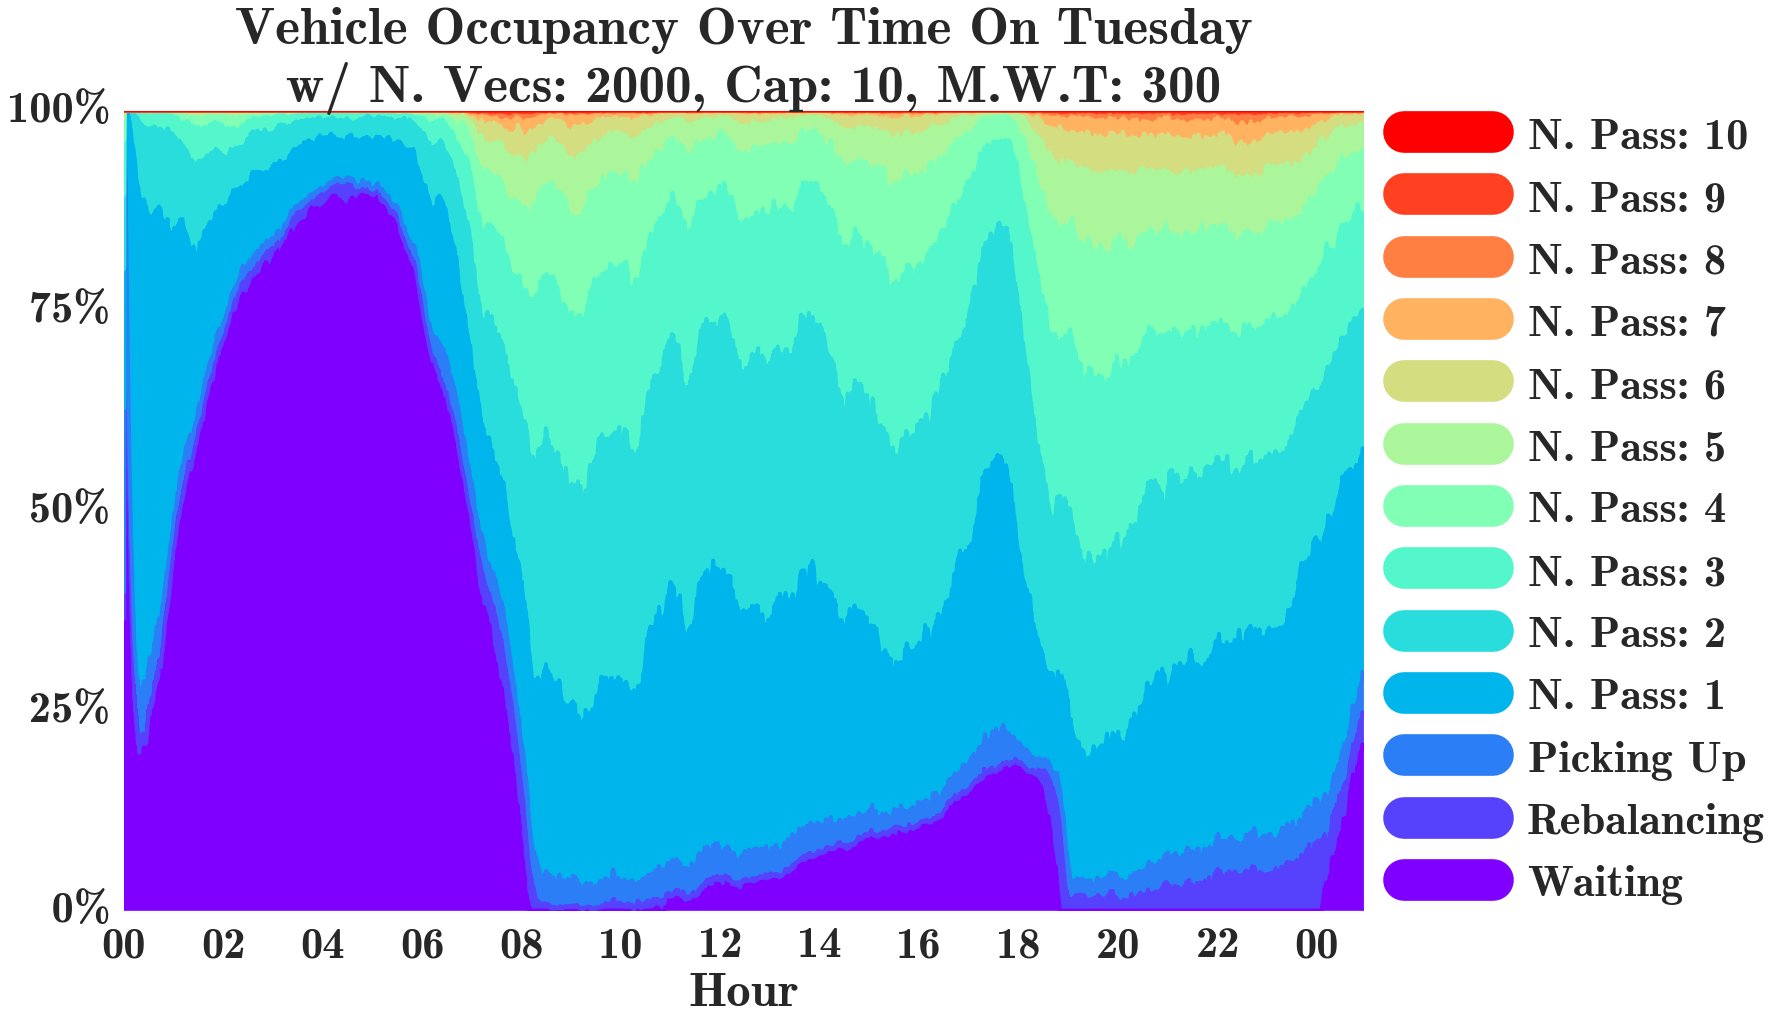 Vehicle Occupancy Over Time On Tuesday
w/ N. Vecs: 2000, Cap: 10, M.W.T: 300
100%
75%
50%
25%
0%
00 02 04 06 08 10 12 14 16 18 20 22 00
Hour
N. Pass: 10
N. Pass: 9
N. Pass: 8
N. Pass: 7
N. Pass: 6
N. Pass: 5
N. Pass: 4
N. Pass: 3
N. Pass: 2
N. Pass: 1
Picking Up
Rebalancing
Waiting